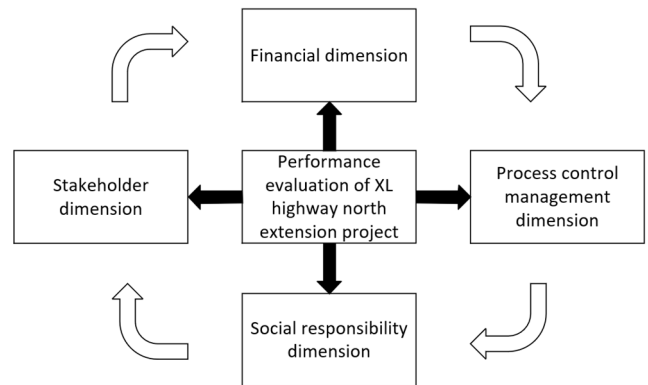 Financial dimension
Stakeholder
dimension
Performance
evaluation of XL
highway north
extension project
Process control
management
dimension
Social responsibility
dimension